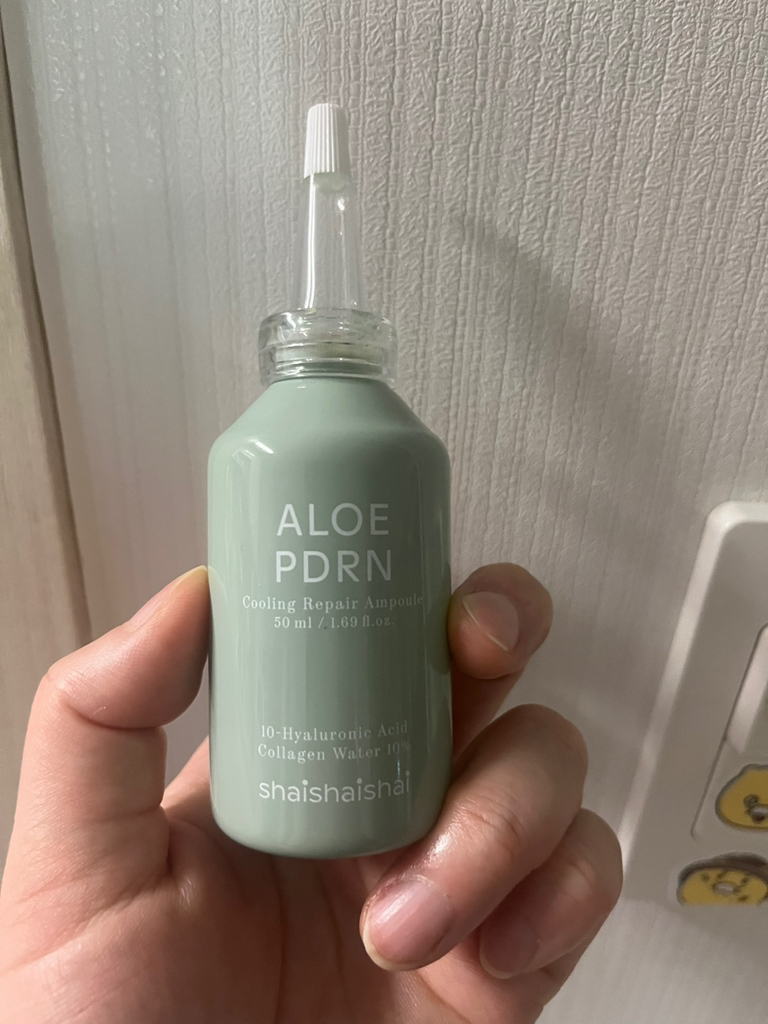 ALOE
PDRN
Cooling Repair Ampoule
50 ml / 1.69 fl.oz.
10-Hyaluronic Acid
Collagen Water 10%
shaishaishai